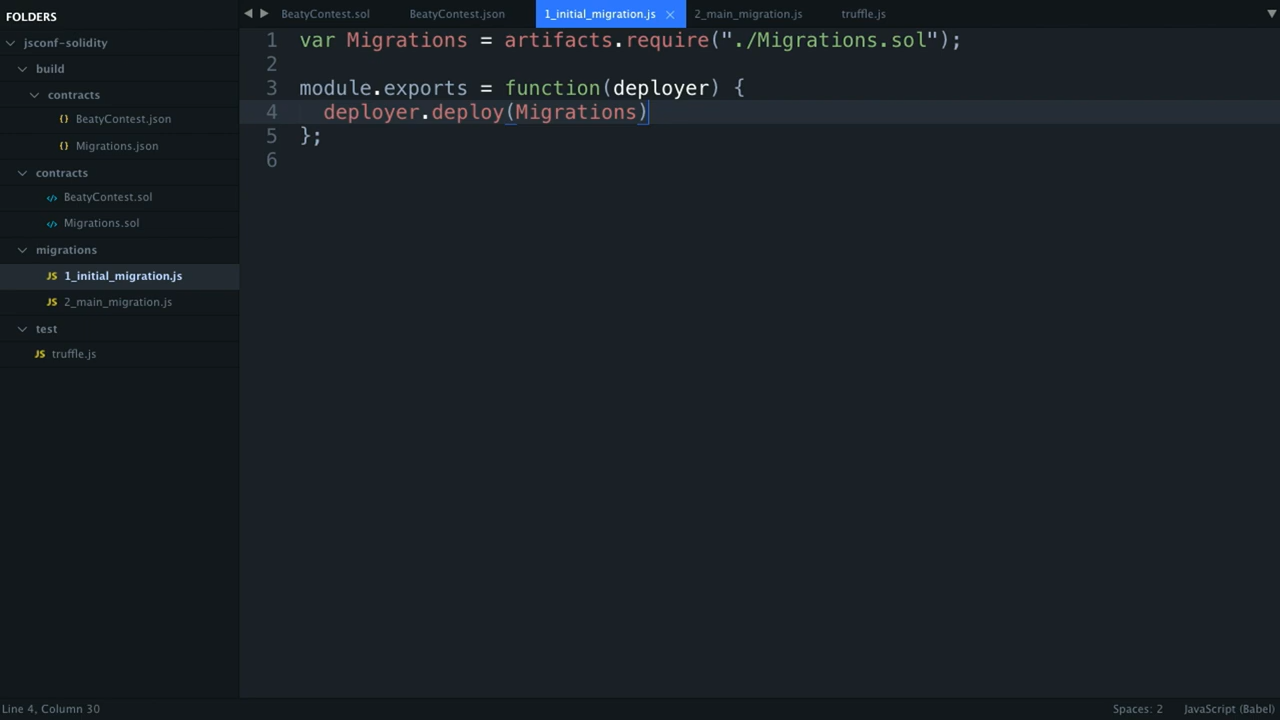 FOLDERS
jsconf-solidity
build
contracts
{} BeatyContest.json
{} Migrations.json
contracts
</> BeatyContest.sol
</> Migrations.sol
migrations
JS 1_initial_migration.js
JS 2_main_migration.js
test
JS truffle.js
BeatyContest.sol BeatyContest.json 1_initial_migration.js 2_main_migration.js truffle.js
1 var Migrations = artifacts.require("./Migrations.sol");
2
3 module.exports = function(deployer) {
4 deployer.deploy(Migrations)
5 };
6
Line 4, Column 30 Spaces: 2 JavaScript (Babel)